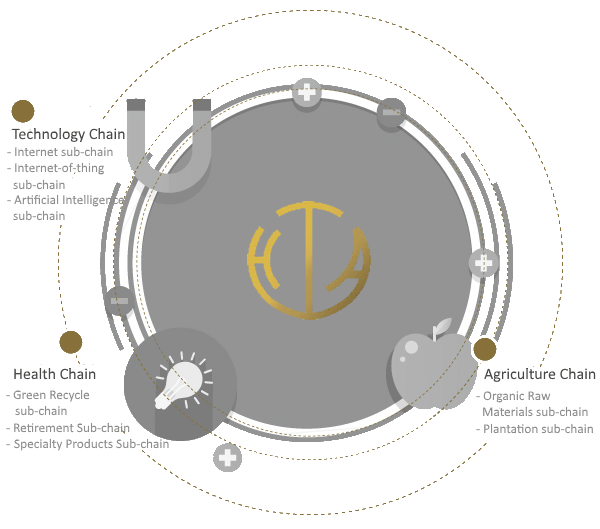 Technology Chain
- Internet sub-chain
- Internet-of-thing
sub-chain
- Artificial Intelligence
sub-chain
HTA
Health Chain
- Green Recycle
sub-chain
- Retirement Sub-chain
- Specialty Products Sub-chain
Agriculture Chain
- Organic Raw
Materials sub-chain
- Plantation sub-chain